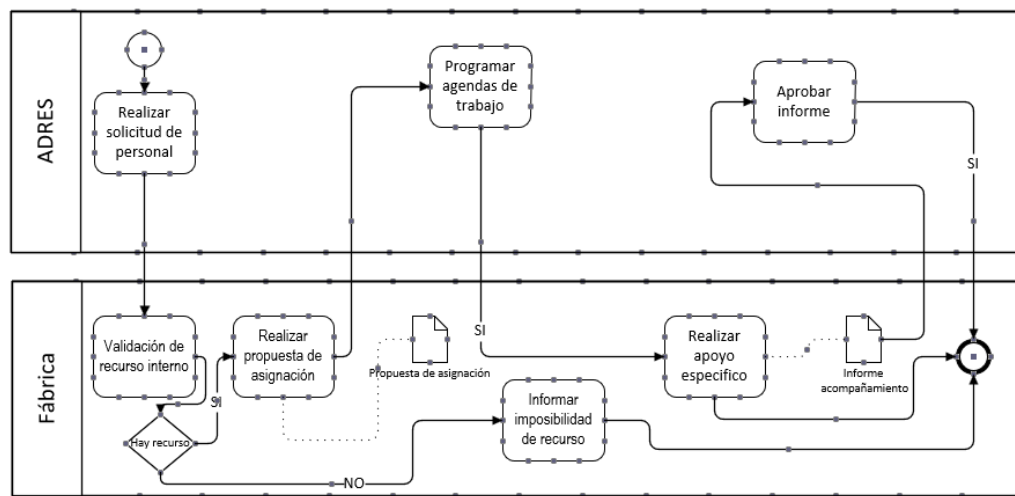 ADRES
Realizar
solicitud de
personal
Programar
agendas de
trabajo
Aprobar
informe
SI
Fábrica
Validación de
recurso interno
SI
Hay recurso
Realizar
propuesta de
asignación
Propuesta de asignación
SI
NO
Informar
imposibilidad
de recurso
Realizar
apoyo
especifico
Informe
acompañamiento